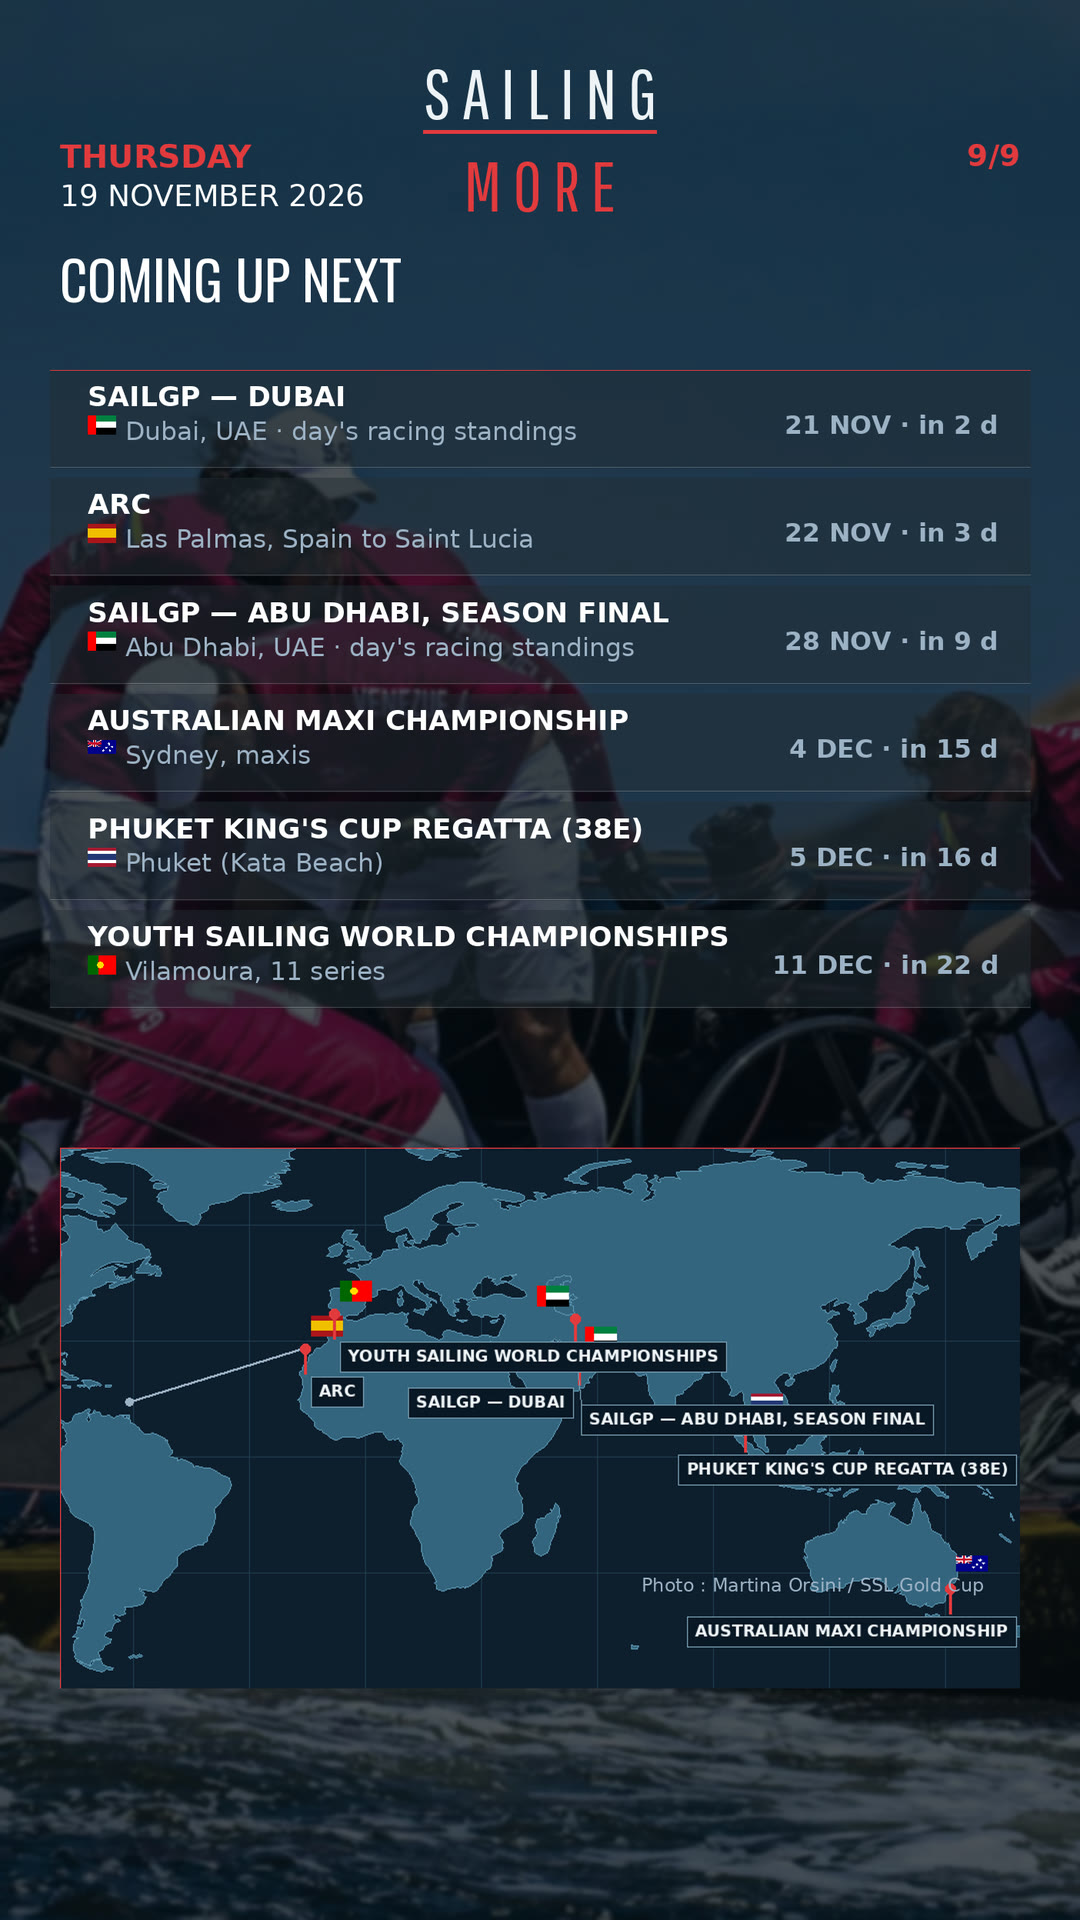 SAILING
MORE
THURSDAY
19 NOVEMBER 2026
9/9
COMING UP NEXT
SAILGP — DUBAI
Dubai, UAE · day's racing standings
21 NOV · in 2 d
ARC
Las Palmas, Spain to Saint Lucia
22 NOV · in 3 d
SAILGP — ABU DHABI, SEASON FINAL
Abu Dhabi, UAE · day's racing standings
28 NOV · in 9 d
AUSTRALIAN MAXI CHAMPIONSHIP
Sydney, maxis
4 DEC · in 15 d
PHUKET KING'S CUP REGATTA (38E)
Phuket (Kata Beach)
5 DEC · in 16 d
YOUTH SAILING WORLD CHAMPIONSHIPS
Vilamoura, 11 series
11 DEC · in 22 d
YOUTH SAILING WORLD CHAMPIONSHIPS
ARC
SAILGP — DUBAI
SAILGP — ABU DHABI, SEASON FINAL
PHUKET KING'S CUP REGATTA (38E)
Photo : Martina Orsini / SSL Gold Cup
AUSTRALIAN MAXI CHAMPIONSHIP